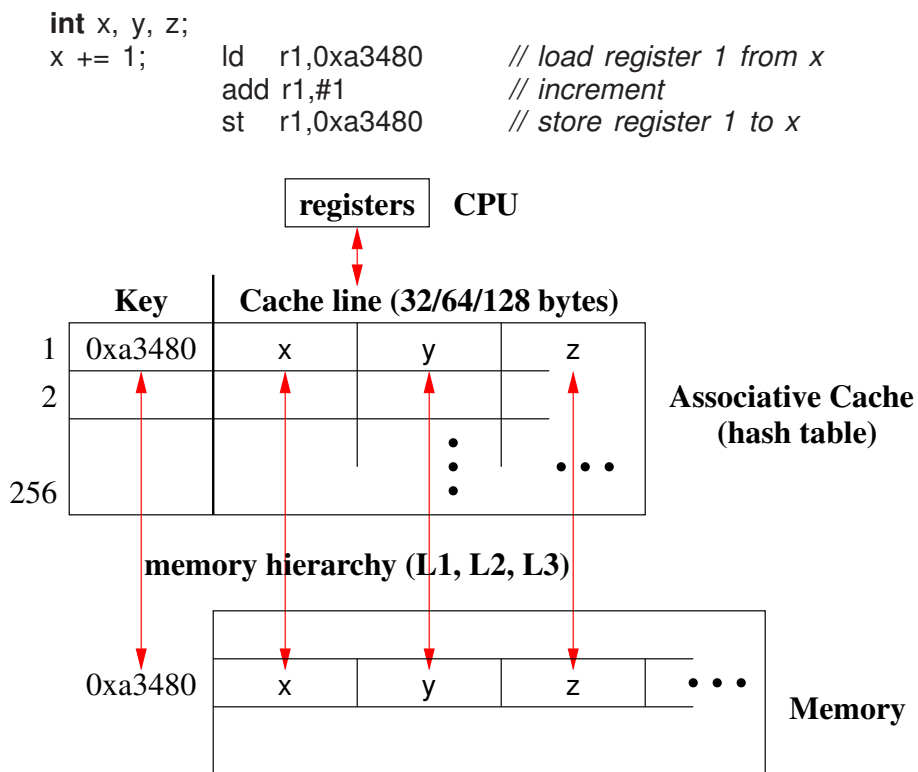 int x, y, z;
x += 1; ld r1,0xa3480 // load register 1 from x
add r1,#1 // increment
st r1,0xa3480 // store register 1 to x
registers CPU
Key Cache line (32/64/128 bytes)
1 0xa3480 x y z
2
Associative Cache
(hash table)
256
memory hierarchy (L1, L2, L3)
0xa3480 x y z
Memory